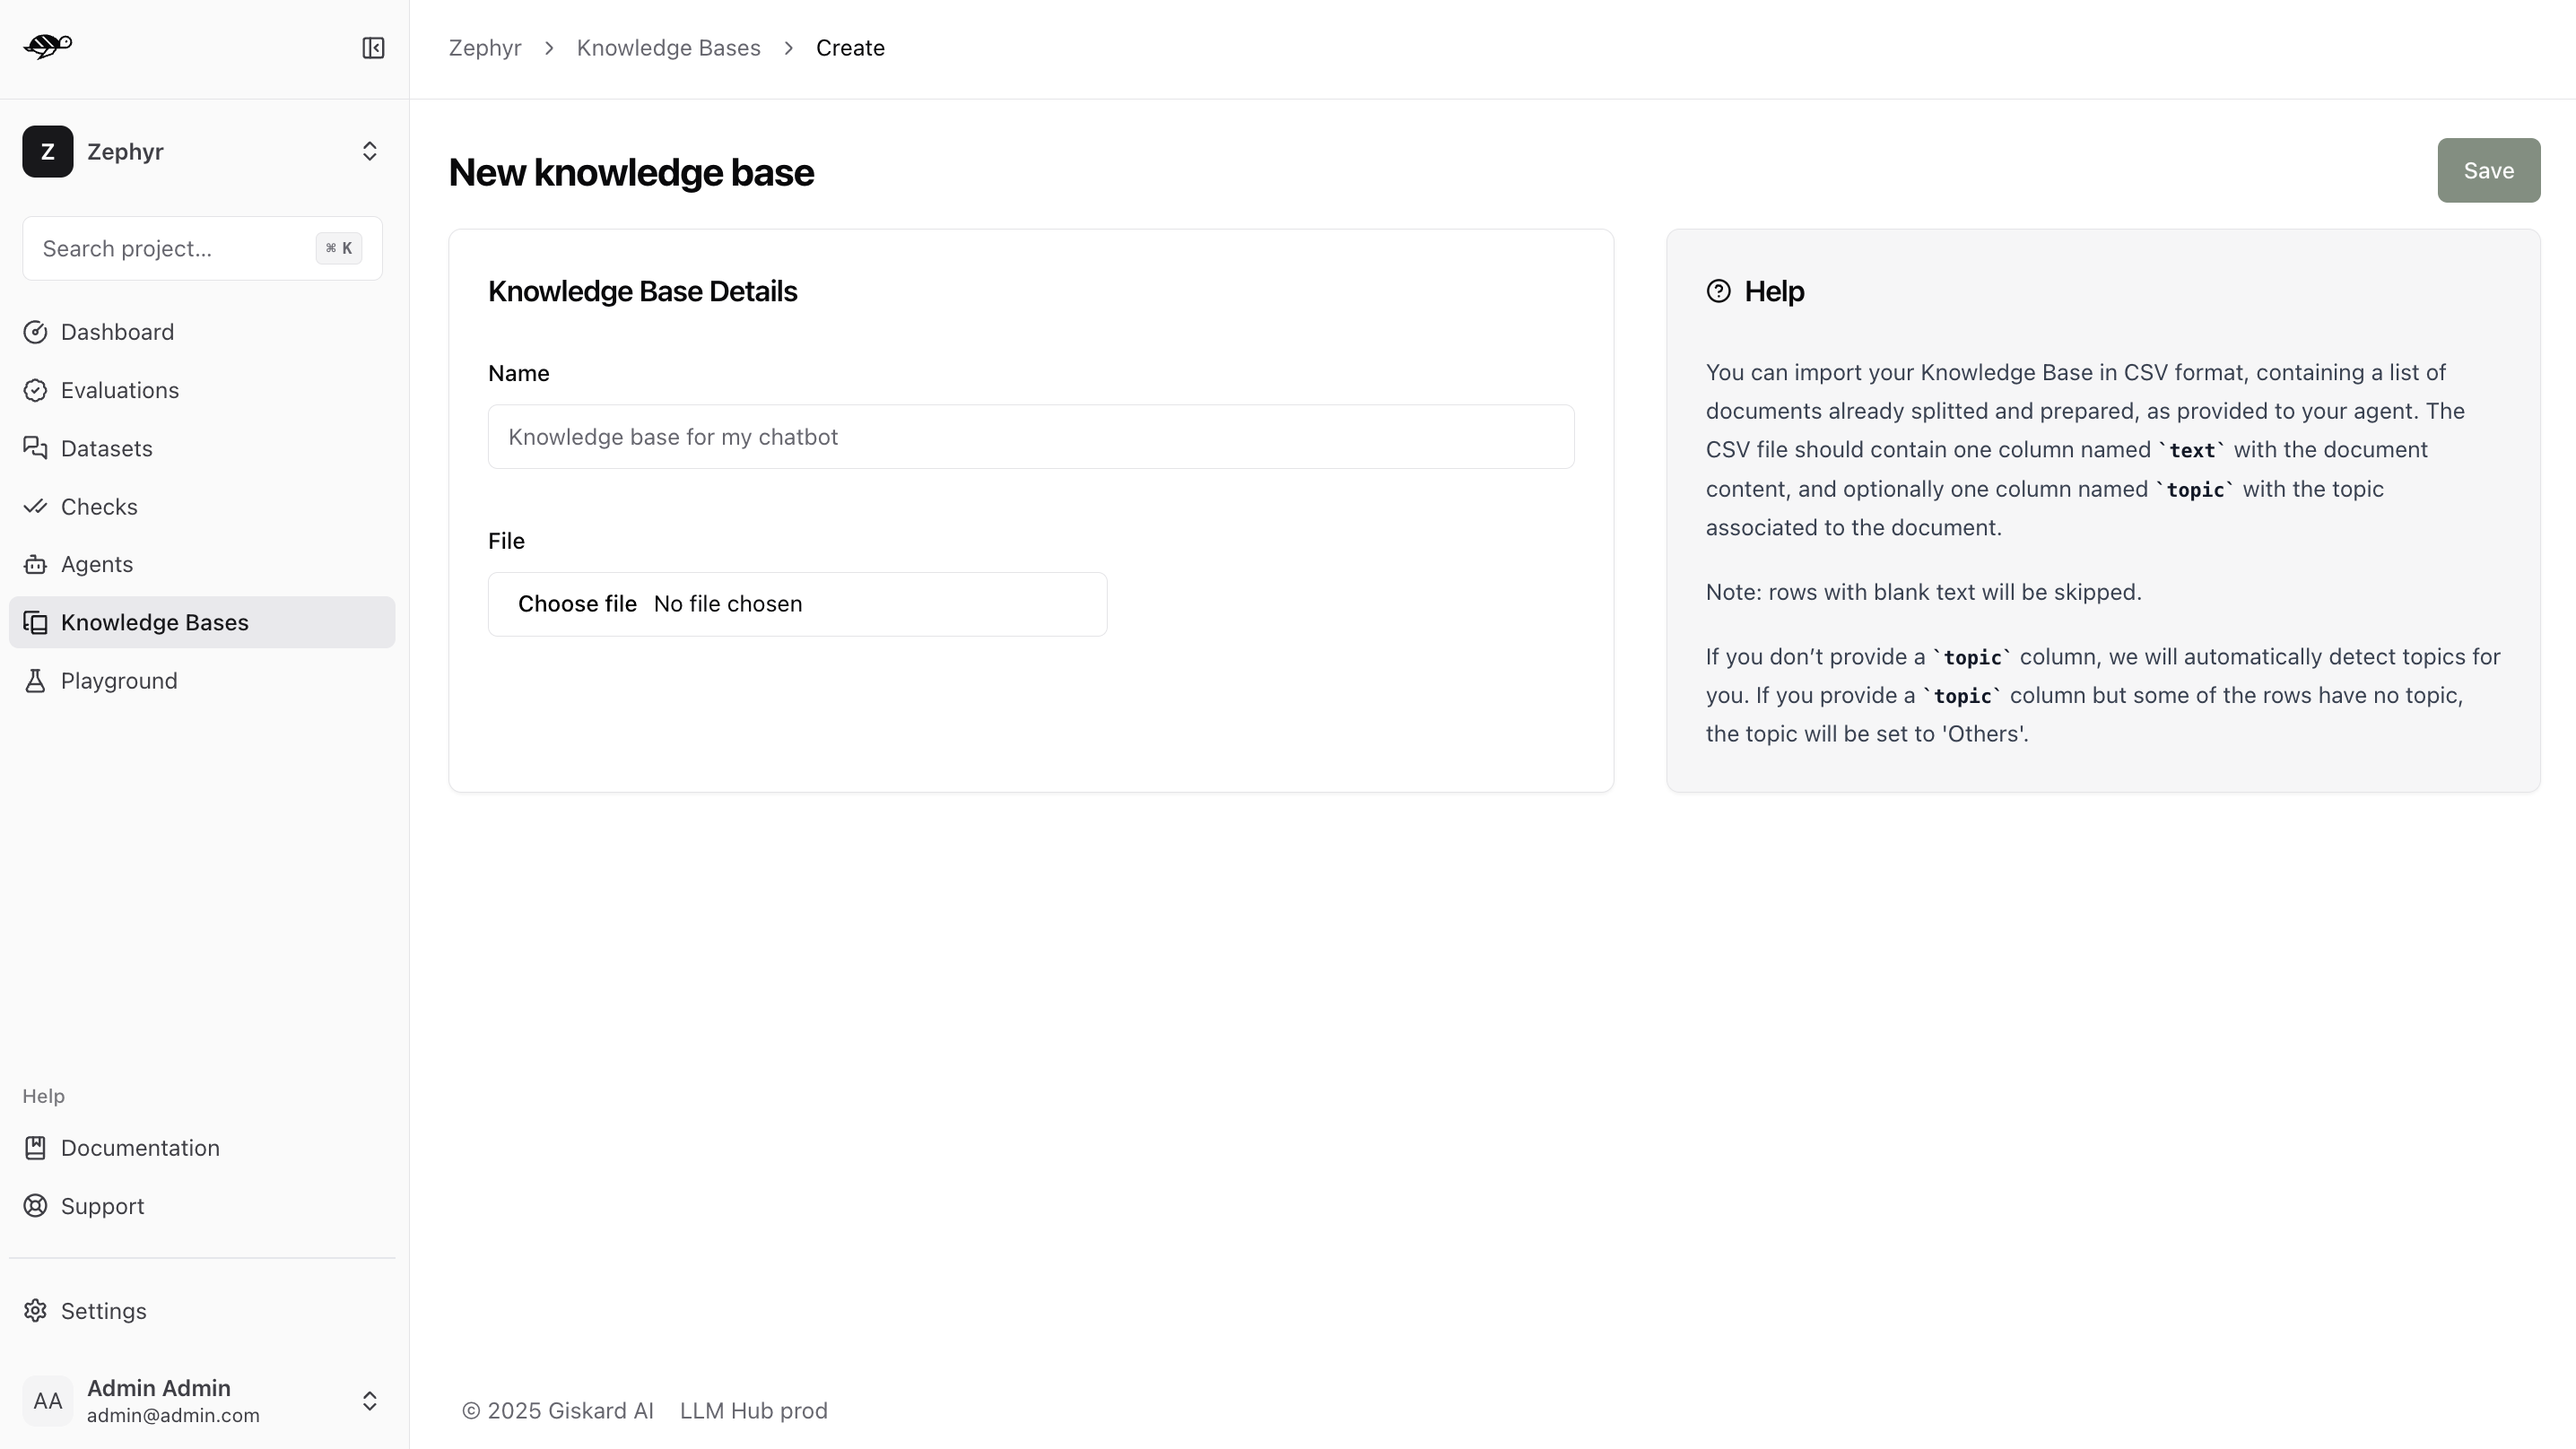 Zephyr > Knowledge Bases > Create
Z Zephyr
Search project... ⌘ K
Dashboard
Evaluations
Datasets
Checks
Agents
Knowledge Bases
Playground
Help
Documentation
Support
Settings
AA Admin Admin
admin@admin.com
New knowledge base
Save
Knowledge Base Details
Name
Knowledge base for my chatbot
File
Choose file No file chosen
Help
You can import your Knowledge Base in CSV format, containing a list of
documents already splitted and prepared, as provided to your agent. The
CSV file should contain one column named `text` with the document
content, and optionally one column named `topic` with the topic
associated to the document.
Note: rows with blank text will be skipped.
If you don’t provide a `topic` column, we will automatically detect topics for
you. If you provide a `topic` column but some of the rows have no topic,
the topic will be set to 'Others'.
© 2025 Giskard AI LLM Hub prod